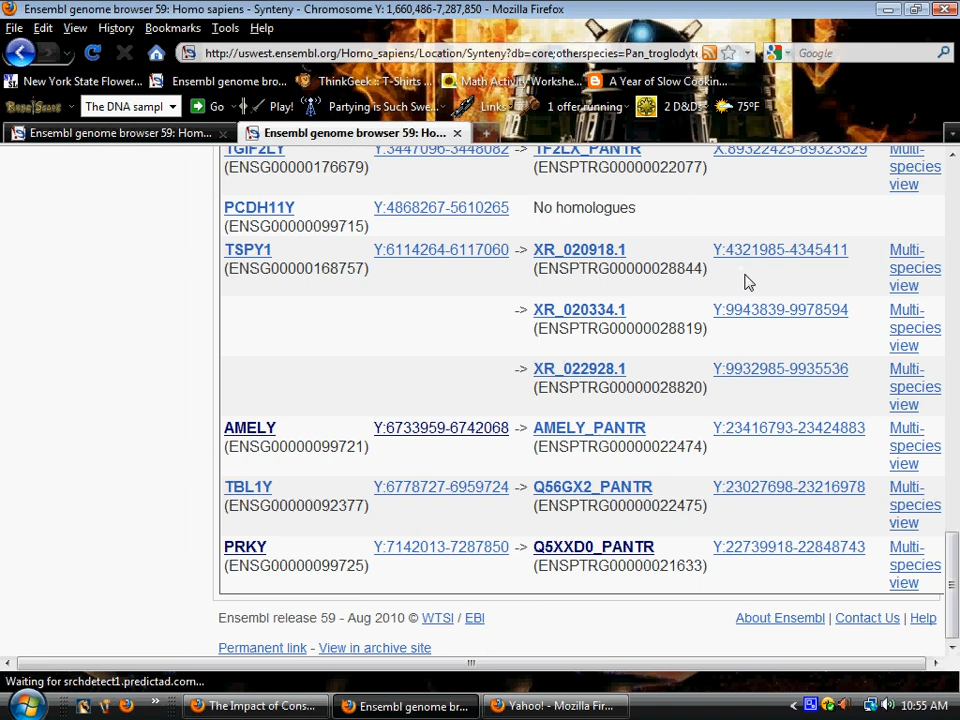 Ensembl genome browser 59: Homo sapiens - Synteny - Chromosome Y: 1,660,486-7,287,850 - Mozilla Firefox
File Edit View History Bookmarks Tools Help
http://uswest.ensembl.org/Homo_sapiens/Location/Synteny?db=core;otherspecies=Pan_troglodyte
Google
New York State Flower... Ensembl genome bro... ThinkGeek :: T-Shirts ... Math Activity Workshe... A Year of Slow Cookin...
The DNA sampl Go Play! Partying is Such Swe... Links 1 offer running 2 D&Ds 75ºF
Ensembl genome browser 59: Hom... Ensembl genome browser 59: Ho...
TGIF2LY Y:3447096-3448082 -> TF2LX_PANTR X:89322425-89323529 Multi-
(ENSG00000176679) (ENSPTRG00000022077) species
view
PCDH11Y Y:4868267-5610265 No homologues
(ENSG00000099715)
TSPY1 Y:6114264-6117060 -> XR_020918.1 Y:4321985-4345411 Multi-
(ENSG00000168757) (ENSPTRG00000028844) species
view
-> XR_020334.1 Y:9943839-9978594 Multi-
(ENSPTRG00000028819) species
view
-> XR_022928.1 Y:9932985-9935536 Multi-
(ENSPTRG00000028820) species
view
AMELY Y:6733959-6742068 -> AMELY_PANTR Y:23416793-23424883 Multi-
(ENSG00000099721) (ENSPTRG00000022474) species
view
TBL1Y Y:6778727-6959724 -> Q56GX2_PANTR Y:23027698-23216978 Multi-
(ENSG00000092377) (ENSPTRG00000022475) species
view
PRKY Y:7142013-7287850 -> Q5XXD0_PANTR Y:22739918-22848743 Multi-
(ENSG00000099725) (ENSPTRG00000021633) species
view
Ensembl release 59 - Aug 2010 © WTSI / EBI About Ensembl | Contact Us | Help
Permanent link - View in archive site
Waiting for srchdetect1.predictad.com...
The Impact of Cons... Ensembl genome br... Yahoo! - Mozilla Fir... 10:55 AM